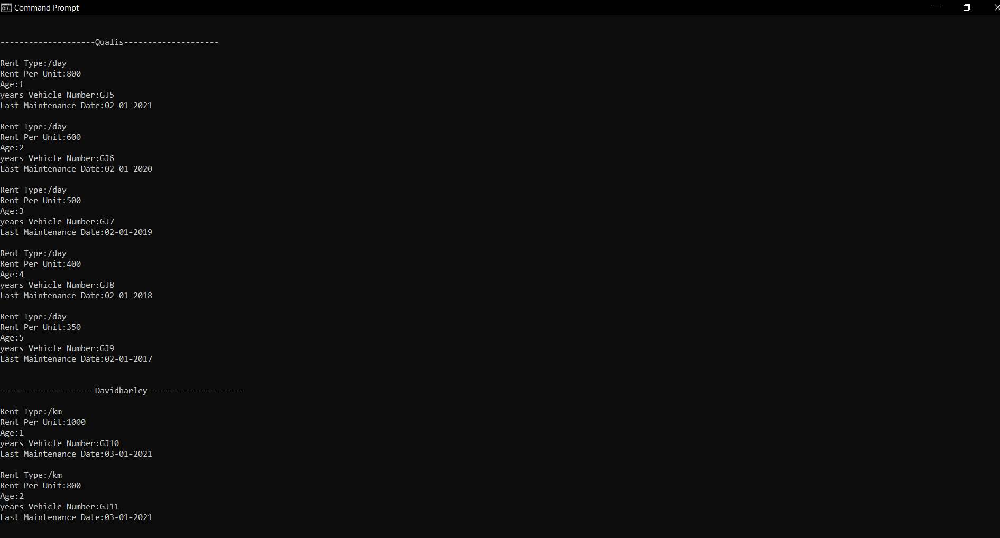 Command Prompt
--------------------Qualis--------------------
Rent Type:/day
Rent Per Unit:800
Age:1
years Vehicle Number:GJ5
Last Maintenance Date:02-01-2021
Rent Type:/day
Rent Per Unit:600
Age:2
years Vehicle Number:GJ6
Last Maintenance Date:02-01-2020
Rent Type:/day
Rent Per Unit:500
Age:3
years Vehicle Number:GJ7
Last Maintenance Date:02-01-2019
Rent Type:/day
Rent Per Unit:400
Age:4
years Vehicle Number:GJ8
Last Maintenance Date:02-01-2018
Rent Type:/day
Rent Per Unit:350
Age:5
years Vehicle Number:GJ9
Last Maintenance Date:02-01-2017
--------------------Davidharley--------------------
Rent Type:/km
Rent Per Unit:1000
Age:1
years Vehicle Number:GJ10
Last Maintenance Date:03-01-2021
Rent Type:/km
Rent Per Unit:800
Age:2
years Vehicle Number:GJ11
Last Maintenance Date:03-01-2021